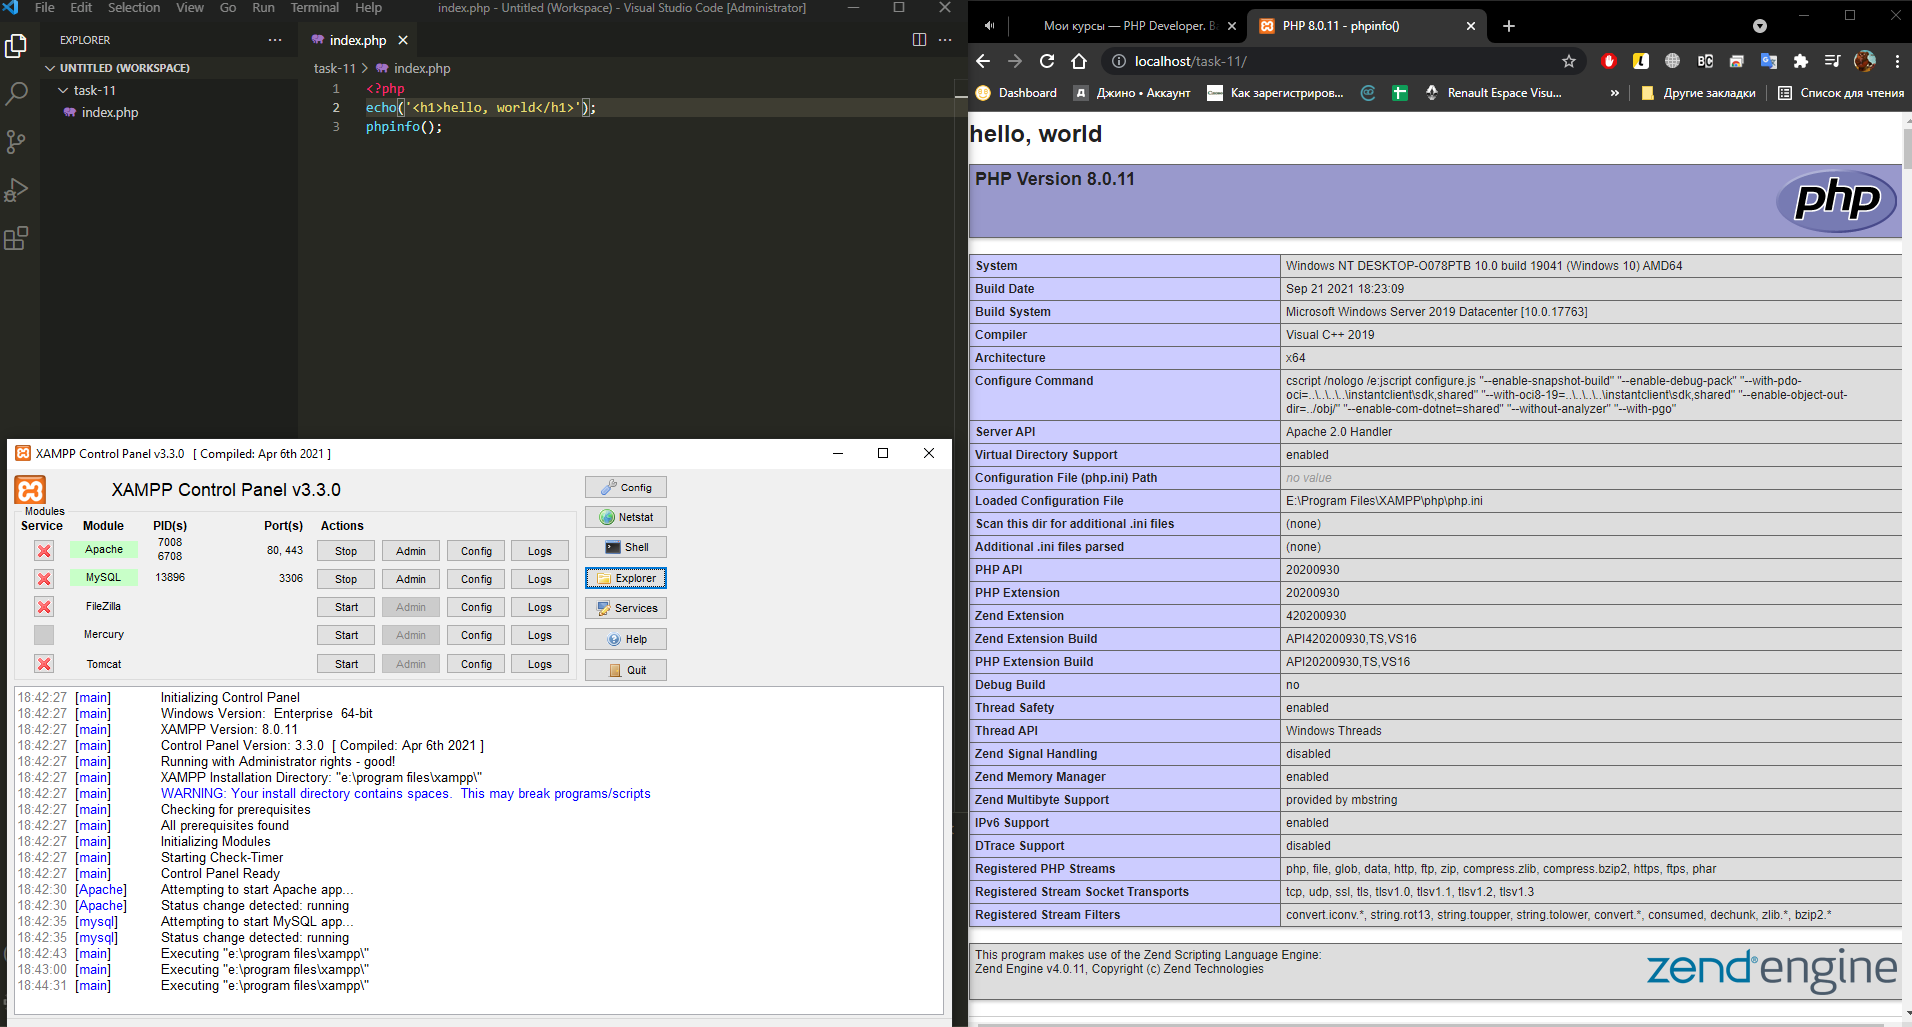 File Edit Selection View Go Run Terminal Help index.php - Untitled (Workspace) - Visual Studio Code [Administrator]
EXPLORER
UNTITLED (WORKSPACE)
task-11
index.php
index.php
task-11 > index.php
1 <?php
2 echo('<h1>hello, world</h1>');
3 phpinfo();
XAMPP Control Panel v3.3.0 [ Compiled: Apr 6th 2021 ]
XAMPP Control Panel v3.3.0
Modules
Service Module PID(s) Port(s) Actions
Apache 7008 6708 80, 443 Stop Admin Config Logs
MySQL 13896 3306 Stop Admin Config Logs
FileZilla Start Admin Config Logs
Mercury Start Admin Config Logs
Tomcat Start Admin Config Logs
Config
Netstat
Shell
Explorer
Services
Help
Quit
18:42:27 [main] Initializing Control Panel
18:42:27 [main] Windows Version: Enterprise 64-bit
18:42:27 [main] XAMPP Version: 8.0.11
18:42:27 [main] Control Panel Version: 3.3.0 [ Compiled: Apr 6th 2021 ]
18:42:27 [main] Running with Administrator rights - good!
18:42:27 [main] XAMPP Installation Directory: "e:\program files\xampp\"
18:42:27 [main] WARNING: Your install directory contains spaces. This may break programs/scripts
18:42:27 [main] Checking for prerequisites
18:42:27 [main] All prerequisites found
18:42:27 [main] Initializing Modules
18:42:27 [main] Starting Check-Timer
18:42:27 [main] Control Panel Ready
18:42:30 [Apache] Attempting to start Apache app...
18:42:30 [Apache] Status change detected: running
18:42:35 [mysql] Attempting to start MySQL app...
18:42:35 [mysql] Status change detected: running
18:42:43 [main] Executing "e:\program files\xampp\"
18:43:00 [main] Executing "e:\program files\xampp\"
18:44:31 [main] Executing "e:\program files\xampp\"
Мои курсы — PHP Developer. PHP 8.0.11 - phpinfo()
localhost/task-11/
Dashboard Джино • Аккаунт Как зарегистриров... Renault Espace Visu... » Другие закладки Список для чтения
hello, world
PHP Version 8.0.11
php
System Windows NT DESKTOP-O078PTB 10.0 build 19041 (Windows 10) AMD64
Build Date Sep 21 2021 18:23:09
Build System Microsoft Windows Server 2019 Datacenter [10.0.17763]
Compiler Visual C++ 2019
Architecture x64
Configure Command cscript /nologo /e:jscript configure.js "--enable-snapshot-build" "--enable-debug-pack" "--with-pdo-
oci=..\..\..\..\instantclient\sdk,shared" "--with-oci8-19=..\..\..\..\instantclient\sdk,shared" "--enable-object-out-
dir=../obj/" "--enable-com-dotnet=shared" "--without-analyzer" "--with-pgo"
Server API Apache 2.0 Handler
Virtual Directory Support enabled
Configuration File (php.ini) Path no value
Loaded Configuration File E:\Program Files\XAMPP\php\php.ini
Scan this dir for additional .ini files (none)
Additional .ini files parsed (none)
PHP API 20200930
PHP Extension 20200930
Zend Extension 420200930
Zend Extension Build API420200930,TS,VS16
PHP Extension Build API20200930,TS,VS16
Debug Build no
Thread Safety enabled
Thread API Windows Threads
Zend Signal Handling disabled
Zend Memory Manager enabled
Zend Multibyte Support provided by mbstring
IPv6 Support enabled
DTrace Support disabled
Registered PHP Streams php, file, glob, data, http, ftp, zip, compress.zlib, compress.bzip2, https, ftps, phar
Registered Stream Socket Transports tcp, udp, ssl, tls, tlsv1.0, tlsv1.1, tlsv1.2, tlsv1.3
Registered Stream Filters convert.iconv.*, string.rot13, string.toupper, string.tolower, convert.*, consumed, dechunk, zlib.*, bzip2.*
This program makes use of the Zend Scripting Language Engine:
Zend Engine v4.0.11, Copyright (c) Zend Technologies
zend engine